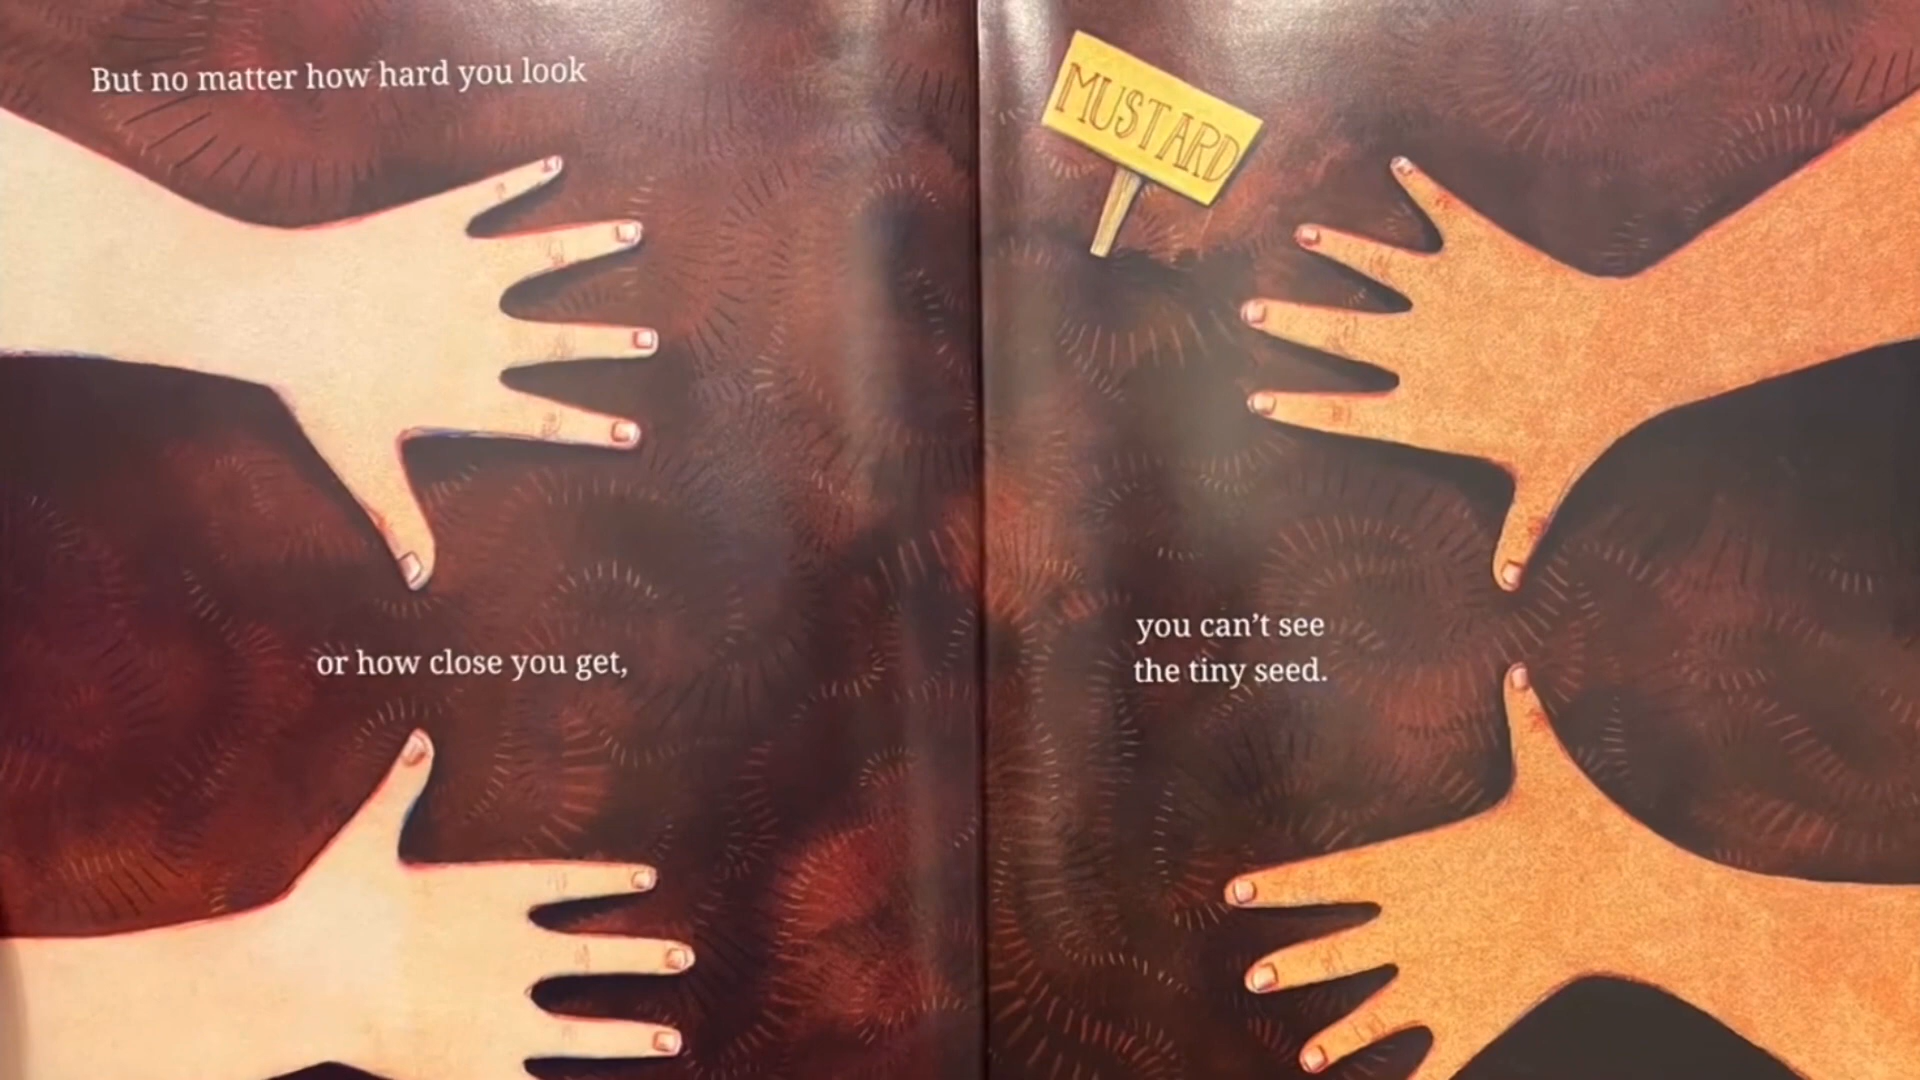 But no matter how hard you look
or how close you get,
MUSTARD
you can’t see
the tiny seed.